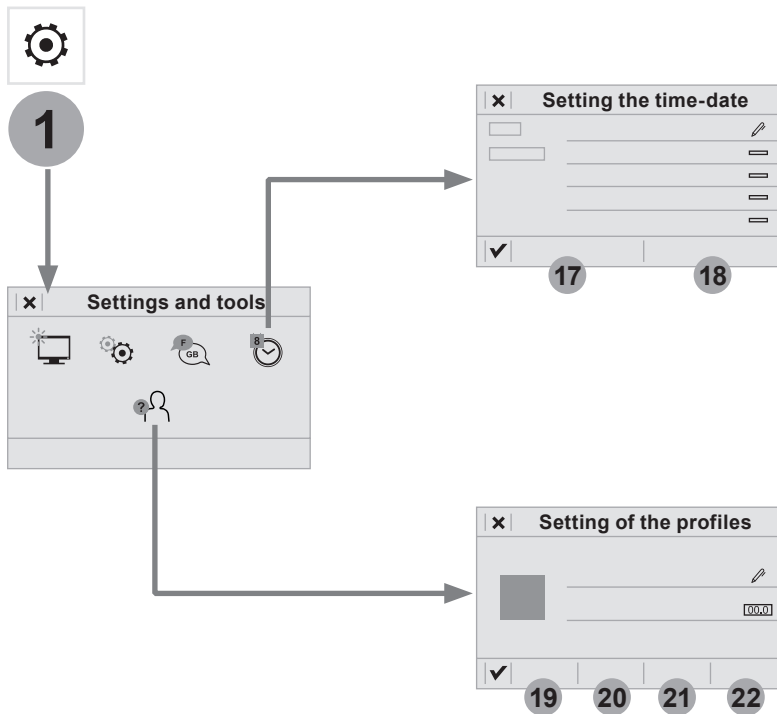 1
Setting the time-date
17 18
Settings and tools
F GB 8
?
Setting of the profiles
00.0
19 20 21 22